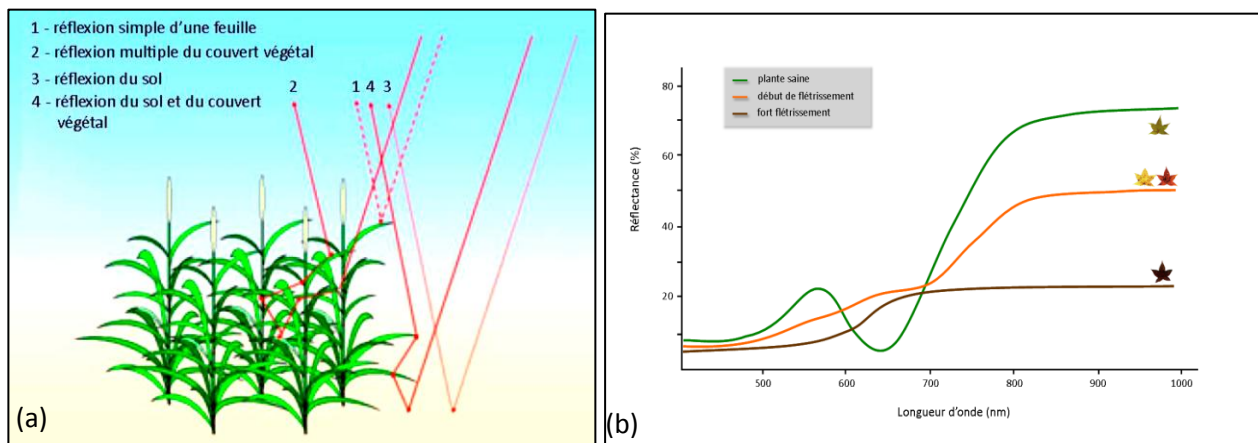 1 - réflexion simple d'une feuille
2 - réflexion multiple du couvert végétal
3 - réflexion du sol
4 - réflexion du sol et du couvert
végétal
2 1 4 3
(a)
plante saine
début de flétrissement
fort flétrissement
Réflectance (%)
80
60
40
20
500 600 700 800 900 1000
Longueur d'onde (nm)
(b)